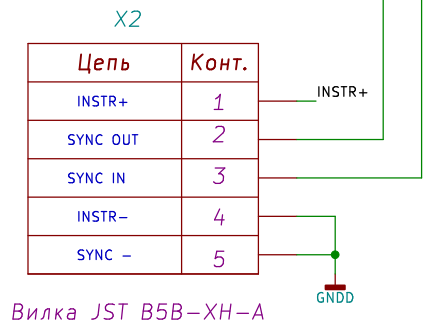 X2
Цепь Конт.
INSTR+ 1 INSTR+
SYNC OUT 2
SYNC IN 3
INSTR- 4
SYNC - 5
GNDD
Вилка JST B5B-XH-A